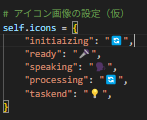 # アイコン画像の設定（仮）
self.icons = {
"initiaizing": "🔄",
"ready": "🎤",
"speaking": "🗣",
"processing": "🔄",
"taskend": "💡",
}